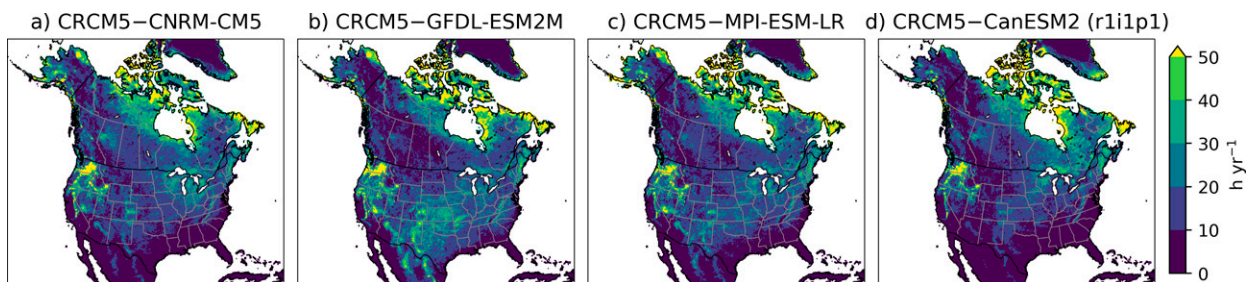 a) CRCM5−CNRM-CM5
b) CRCM5−GFDL-ESM2M
c) CRCM5−MPI-ESM-LR
d) CRCM5−CanESM2 (r1i1p1)
50
40
30
20
10
0
h yr⁻¹